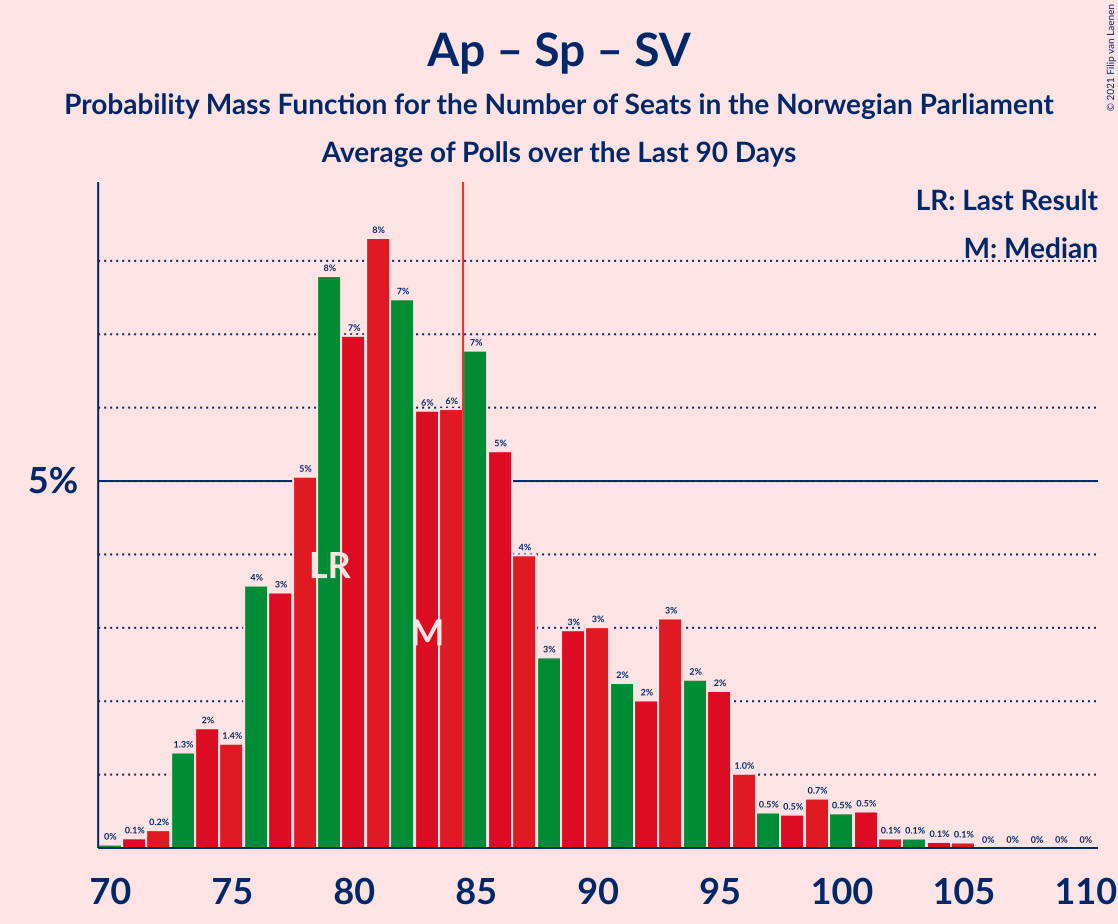 Ap – Sp – SV
Probability Mass Function for the Number of Seats in the Norwegian Parliament
Average of Polls over the Last 90 Days
© 2021 Filip van Laenen
LR: Last Result
M: Median
5%
0% 0.1% 0.2% 1.3% 2% 1.4% 4% 3% 5% 8% 7% 8% 7% 6% 6% 7% 5% 4% 3% 3% 3% 2% 2% 3% 2% 2% 1.0% 0.5% 0.5% 0.7% 0.5% 0.5% 0.1% 0.1% 0.1% 0.1% 0% 0% 0% 0% 0%
LR
M
70 75 80 85 90 95 100 105 110